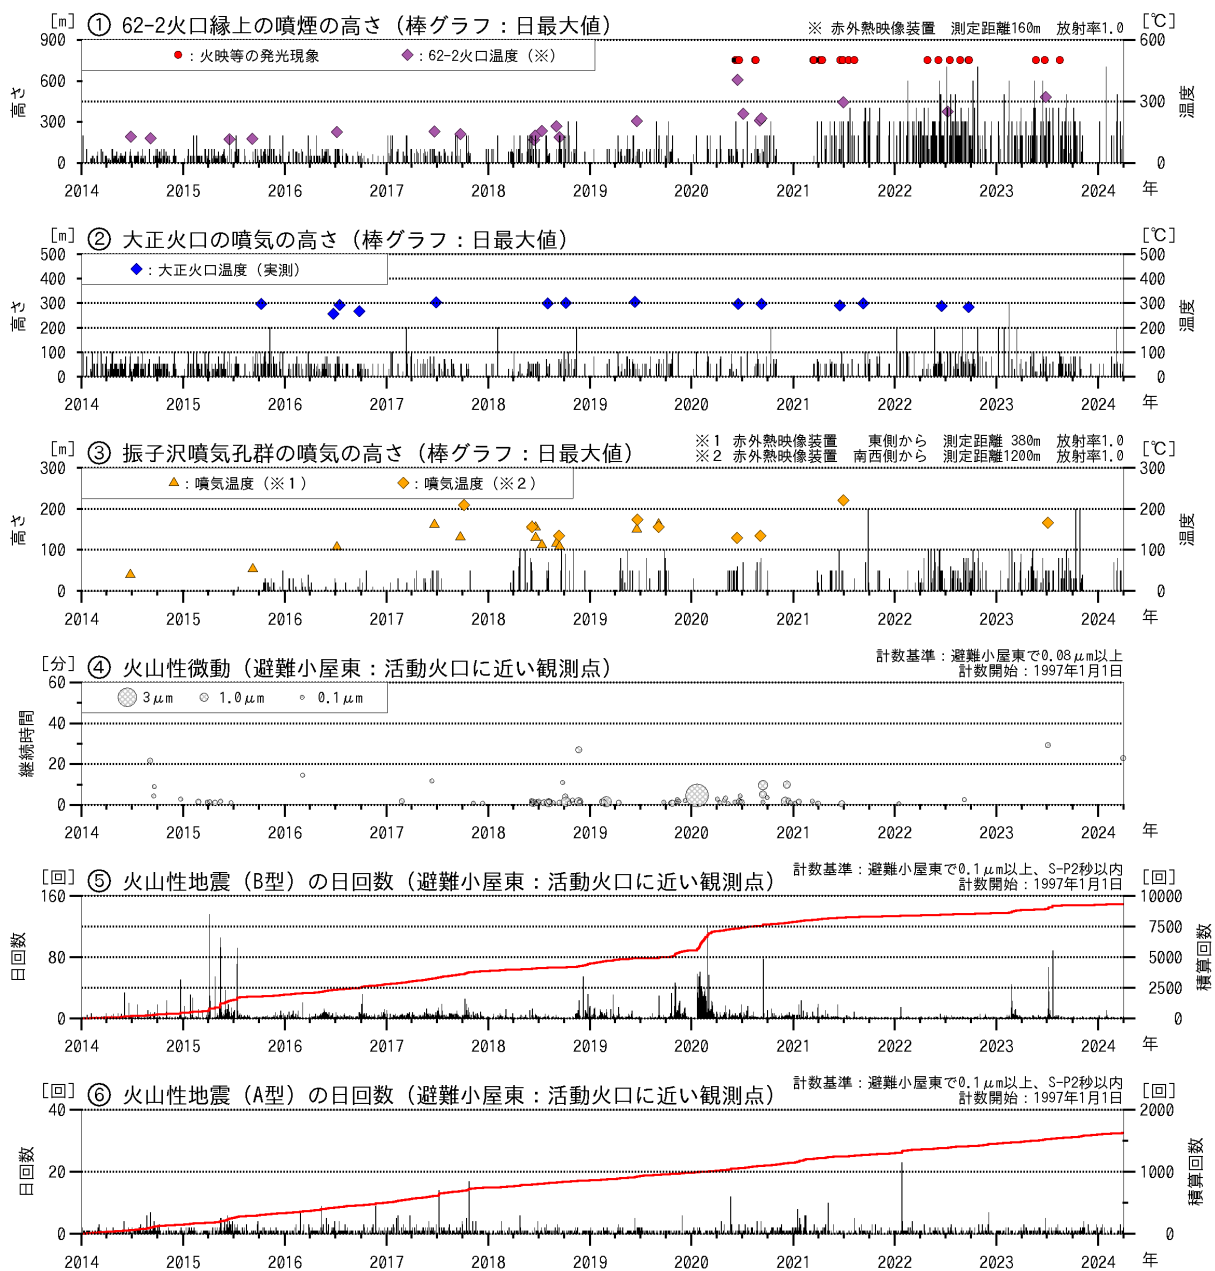 [m] ① 62-2火口縁上の噴煙の高さ（棒グラフ：日最大値）
※ 赤外熱映像装置 測定距離160m 放射率1.0
[℃]
：火映等の発光現象 ：62-2火口温度（※）
900
600
300
0
高さ
600
300
0
温度
2014 2015 2016 2017 2018 2019 2020 2021 2022 2023 2024 年
[m] ② 大正火口の噴気の高さ（棒グラフ：日最大値）
[℃]
：大正火口温度（実測）
500
400
300
200
100
0
高さ
500
400
300
200
100
0
温度
2014 2015 2016 2017 2018 2019 2020 2021 2022 2023 2024 年
[m] ③ 振子沢噴気孔群の噴気の高さ（棒グラフ：日最大値）
※１ 赤外熱映像装置 東側から 測定距離 380m 放射率1.0
※２ 赤外熱映像装置 南西側から 測定距離1200m 放射率1.0
[℃]
：噴気温度（※１） ：噴気温度（※２）
300
200
100
0
高さ
300
200
100
0
温度
2014 2015 2016 2017 2018 2019 2020 2021 2022 2023 2024 年
[分] ④ 火山性微動（避難小屋東：活動火口に近い観測点）
計数基準：避難小屋東で0.08μm以上
計数開始：1997年1月1日
3μm 1.0μm 0.1μm
60
40
20
0
継続時間
2014 2015 2016 2017 2018 2019 2020 2021 2022 2023 2024 年
[回] ⑤ 火山性地震（B型）の日回数（避難小屋東：活動火口に近い観測点）
計数基準：避難小屋東で0.1μm以上、S-P2秒以内
計数開始：1997年1月1日
[回]
160
80
0
日回数
10000
7500
5000
2500
0
積算回数
2014 2015 2016 2017 2018 2019 2020 2021 2022 2023 2024 年
[回] ⑥ 火山性地震（A型）の日回数（避難小屋東：活動火口に近い観測点）
計数基準：避難小屋東で0.1μm以上、S-P2秒以内
計数開始：1997年1月1日
[回]
40
20
0
日回数
2000
1000
0
積算回数
2014 2015 2016 2017 2018 2019 2020 2021 2022 2023 2024 年